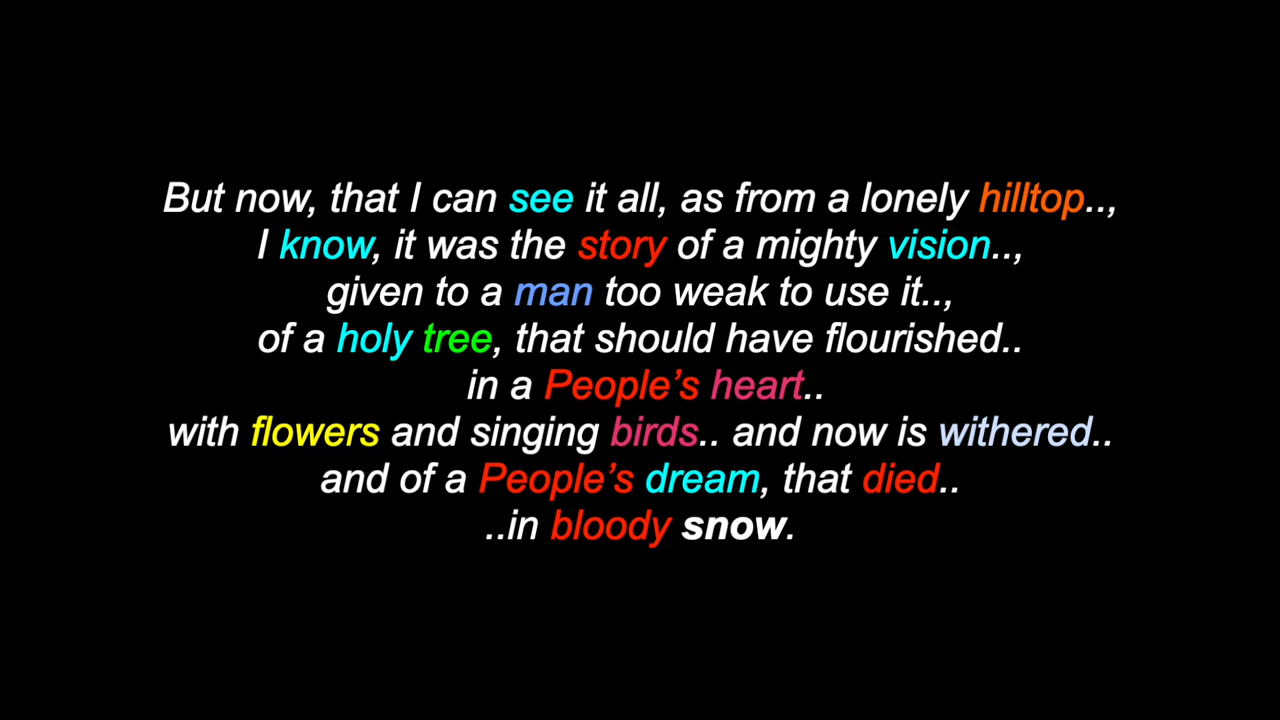 But now, that I can see it all, as from a lonely hilltop..,
I know, it was the story of a mighty vision..,
given to a man too weak to use it..,
of a holy tree, that should have flourished..
in a People’s heart..
with flowers and singing birds.. and now is withered..
and of a People’s dream, that died..
..in bloody snow.